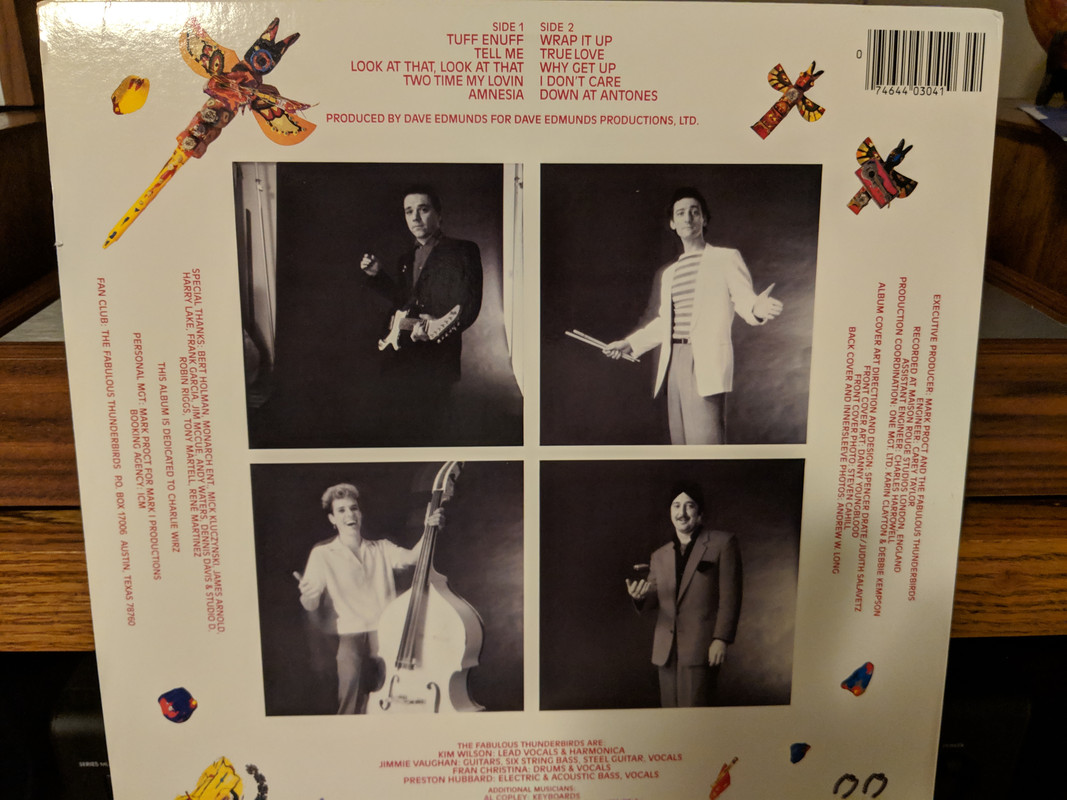 SIDE 1
TUFF ENUFF
TELL ME
LOOK AT THAT, LOOK AT THAT
TWO TIME MY LOVIN
AMNESIA
SIDE 2
WRAP IT UP
TRUE LOVE
WHY GET UP
I DON'T CARE
DOWN AT ANTONES
PRODUCED BY DAVE EDMUNDS FOR DAVE EDMUNDS PRODUCTIONS, LTD.
0
74644 03041
SPECIAL THANKS: BERT HOLMAN, MONARCH ENT., MICK KLUCZYNSKI, JAMES ARNOLD,
HARRY LAKE, FRANK GARCIA, JIM MCCUE, ANDY WATERS, DENNIS DAVIS & STUDIO D.
ROBIN RIGGS, TONY MARTELL, RENE MARTINEZ
THIS ALBUM IS DEDICATED TO CHARLIE WIRZ
PERSONAL MGT: MARK PROCT FOR MARK I PRODUCTIONS
BOOKING AGENCY: ICM
FAN CLUB: THE FABULOUS THUNDERBIRDS P.O. BOX 17006 AUSTIN, TEXAS 78760
EXECUTIVE PRODUCER: MARK PROCT AND THE FABULOUS THUNDERBIRDS
RECORDED AT MAISON ROUGE STUDIO, LONDON, ENGLAND
ENGINEER: CAREY TAYLOR
ASSISTANT ENGINEER: CHARLES HARROWELL
PRODUCTION COORDINATION: ONE MGT. LTD. KARIN CLAYTON & DEBBIE KEMPSON
ALBUM COVER ART DIRECTION AND DESIGN: SPENCER DRATE/JUDITH SALAVETZ
FRONT COVER ART: DANNY YOUNGBLOOD
FRONT COVER PHOTO: STEVEN CAHILL
BACK COVER AND INNERSLEEVE PHOTOS: ANDREW W. LONG
THE FABULOUS THUNDERBIRDS ARE:
KIM WILSON: LEAD VOCALS & HARMONICA
JIMMIE VAUGHAN: GUITARS, SIX STRING BASS, STEEL GUITAR, VOCALS
FRAN CHRISTINA: DRUMS & VOCALS
PRESTON HUBBARD: ELECTRIC & ACOUSTIC BASS, VOCALS
ADDITIONAL MUSICIANS:
AL COPLEY: KEYBOARDS